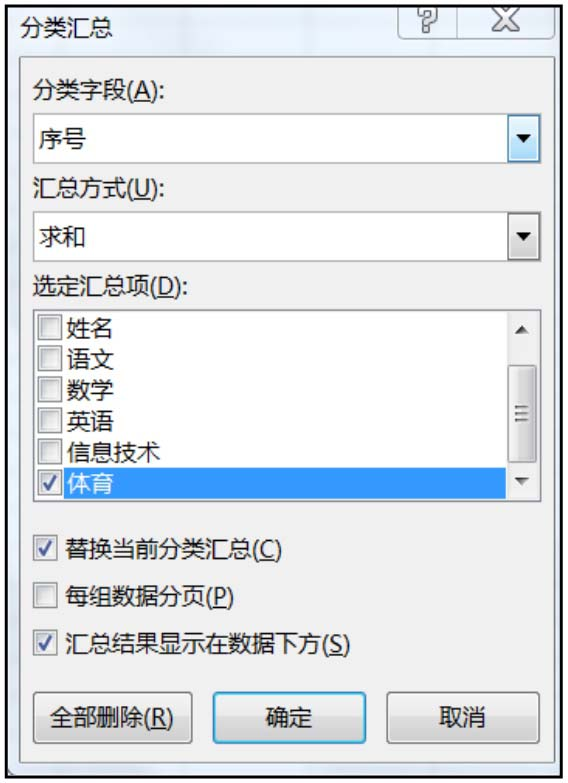 分类汇总
分类字段(A):
序号
汇总方式(U):
求和
选定汇总项(D):
姓名
语文
数学
英语
信息技术
体育
替换当前分类汇总(C)
每组数据分页(P)
汇总结果显示在数据下方(S)
全部删除(R) 确定 取消